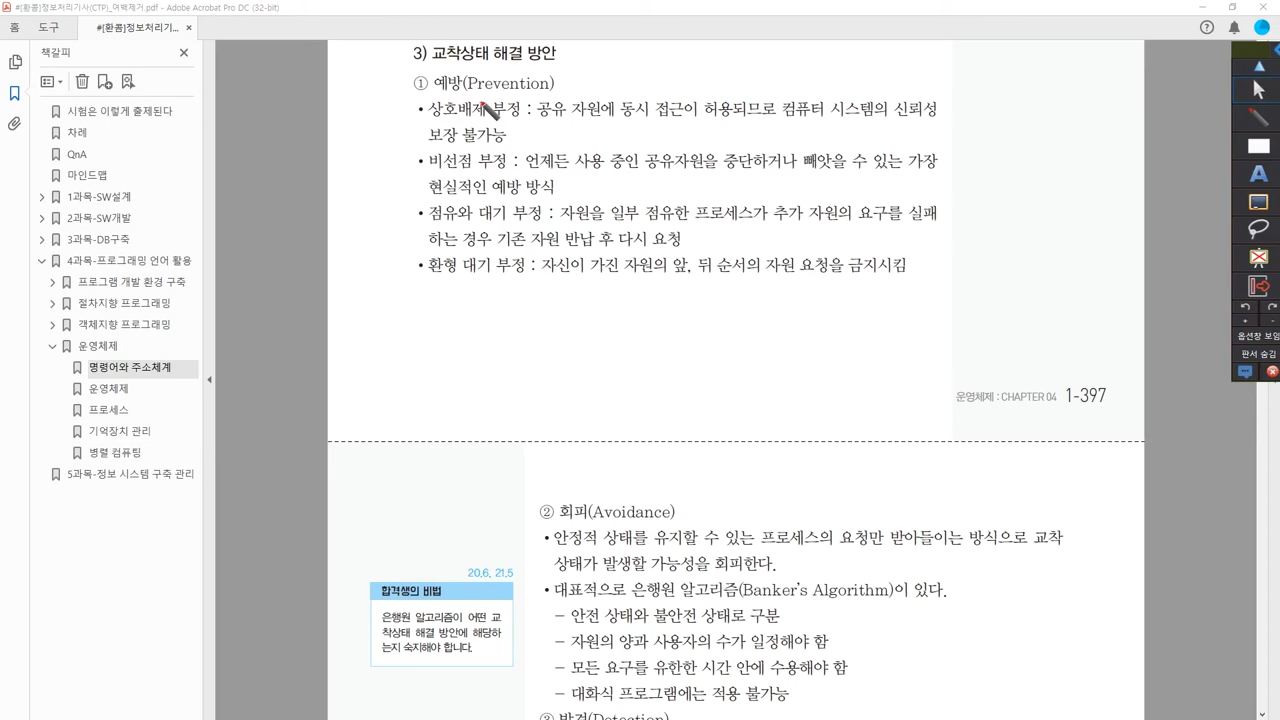 #[환콤]정보처리기사(CTP)_여백제거.pdf - Adobe Acrobat Pro DC (32-bit)
홈 도구 #[환콤]정보처리기... ×
책갈피
시험은 이렇게 출제된다
차례
QnA
마인드맵
1과목-SW설계
2과목-SW개발
3과목-DB구축
4과목-프로그래밍 언어 활용
프로그램 개발 환경 구축
절차지향 프로그래밍
객체지향 프로그래밍
운영체제
명령어와 주소체계
운영체제
프로세스
기억장치 관리
병렬 컴퓨팅
5과목-정보 시스템 구축 관리
3) 교착상태 해결 방안
① 예방(Prevention)
• 상호배제 부정 : 공유 자원에 동시 접근이 허용되므로 컴퓨터 시스템의 신뢰성
보장 불가능
• 비선점 부정 : 언제든 사용 중인 공유자원을 중단하거나 빼앗을 수 있는 가장
현실적인 예방 방식
• 점유와 대기 부정 : 자원을 일부 점유한 프로세스가 추가 자원의 요구를 실패
하는 경우 기존 자원 반납 후 다시 요청
• 환형 대기 부정 : 자신이 가진 자원의 앞, 뒤 순서의 자원 요청을 금지시킴
운영체제 : CHAPTER 04 1-397
② 회피(Avoidance)
• 안정적 상태를 유지할 수 있는 프로세스의 요청만 받아들이는 방식으로 교착
상태가 발생할 가능성을 회피한다.
• 대표적으로 은행원 알고리즘(Banker's Algorithm)이 있다.
- 안전 상태와 불안전 상태로 구분
- 자원의 양과 사용자의 수가 일정해야 함
- 모든 요구를 유한한 시간 안에 수용해야 함
- 대화식 프로그램에는 적용 불가능
③ 발견(Detection)
20.6, 21.5
합격생의 비법
은행원 알고리즘이 어떤 교
착상태 해결 방안에 해당하
는지 숙지해야 합니다.
옵션창 보임
판서 숨김